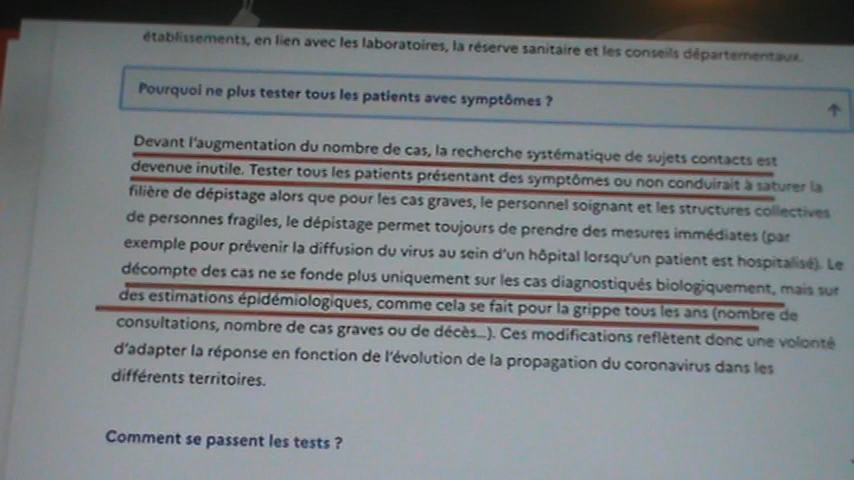 établissements, en lien avec les laboratoires, la réserve sanitaire et les conseils départementaux.
Pourquoi ne plus tester tous les patients avec symptômes ?
Devant l'augmentation du nombre de cas, la recherche systématique de sujets contacts est
devenue inutile. Tester tous les patients présentant des symptômes ou non conduirait à saturer la
filière de dépistage alors que pour les cas graves, le personnel soignant et les structures collectives
de personnes fragiles, le dépistage permet toujours de prendre des mesures immédiates (par
exemple pour prévenir la diffusion du virus au sein d'un hôpital lorsqu'un patient est hospitalisé). Le
décompte des cas ne se fonde plus uniquement sur les cas diagnostiqués biologiquement, mais sur
des estimations épidémiologiques, comme cela se fait pour la grippe tous les ans (nombre de
consultations, nombre de cas graves ou de décès...). Ces modifications reflètent donc une volonté
d'adapter la réponse en fonction de l'évolution de la propagation du coronavirus dans les
différents territoires.
Comment se passent les tests ?